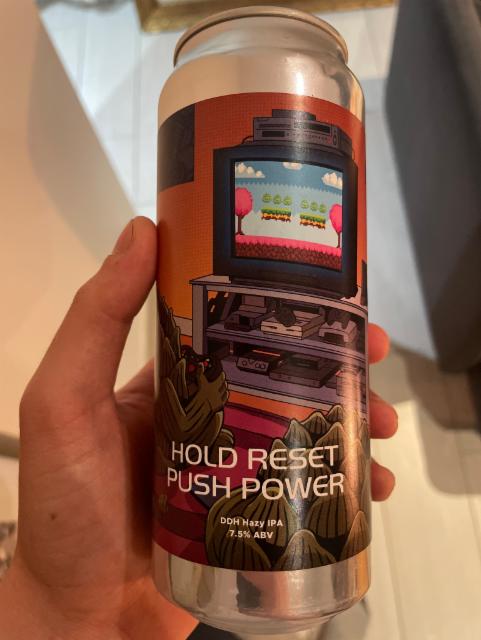 HOLD RESET
PUSH POWER
DDH Hazy IPA
7.5% ABV